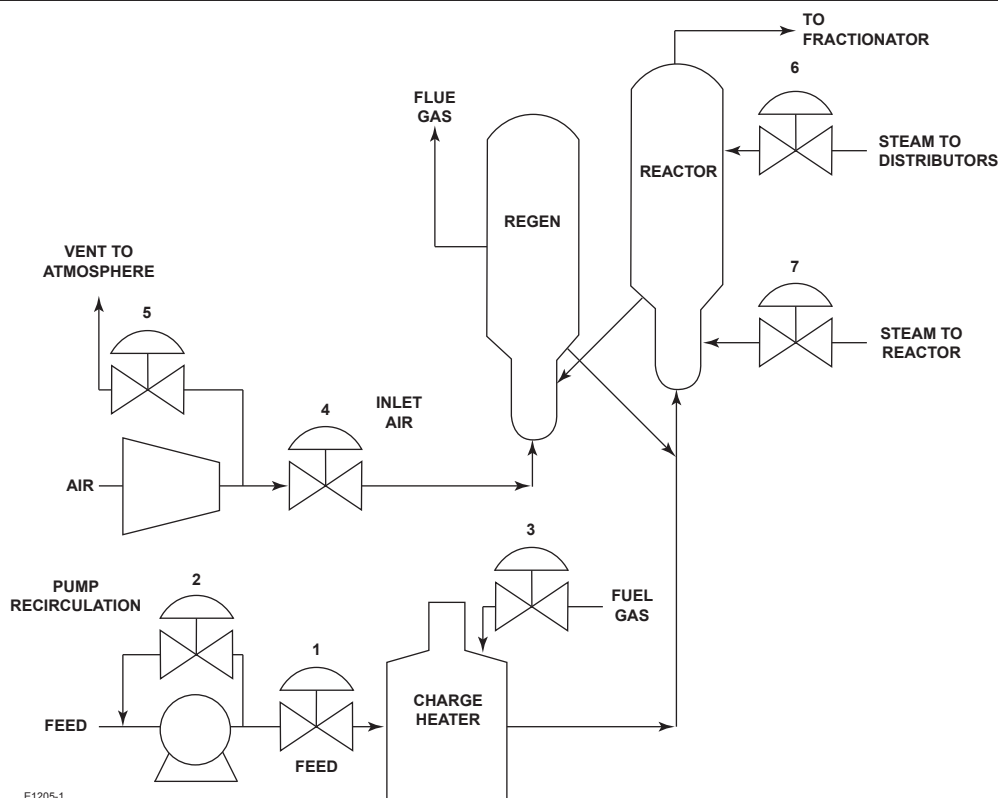 TO
FRACTIONATOR
6
FLUE
GAS
STEAM TO
DISTRIBUTORS
REACTOR
REGEN
VENT TO
ATMOSPHERE
5
7
STEAM TO
REACTOR
4
INLET
AIR
AIR
3
PUMP
RECIRCULATION
2
FUEL
GAS
1
CHARGE
HEATER
FEED
FEED
E1205-1